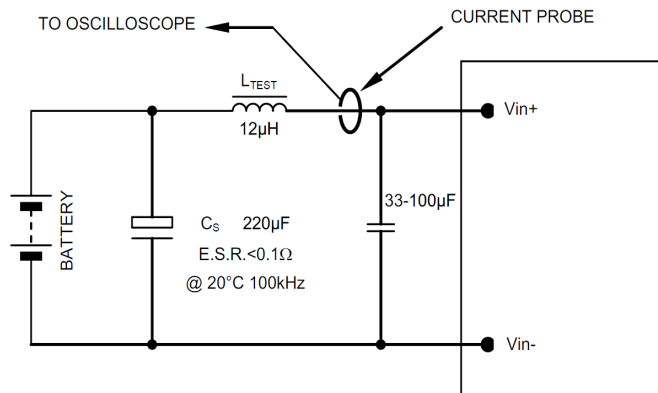 TO OSCILLOSCOPE
CURRENT PROBE
LTEST
12μH
Vin+
BATTERY
CS 220μF
E.S.R.<0.1Ω
@ 20°C 100kHz
33-100μF
Vin-